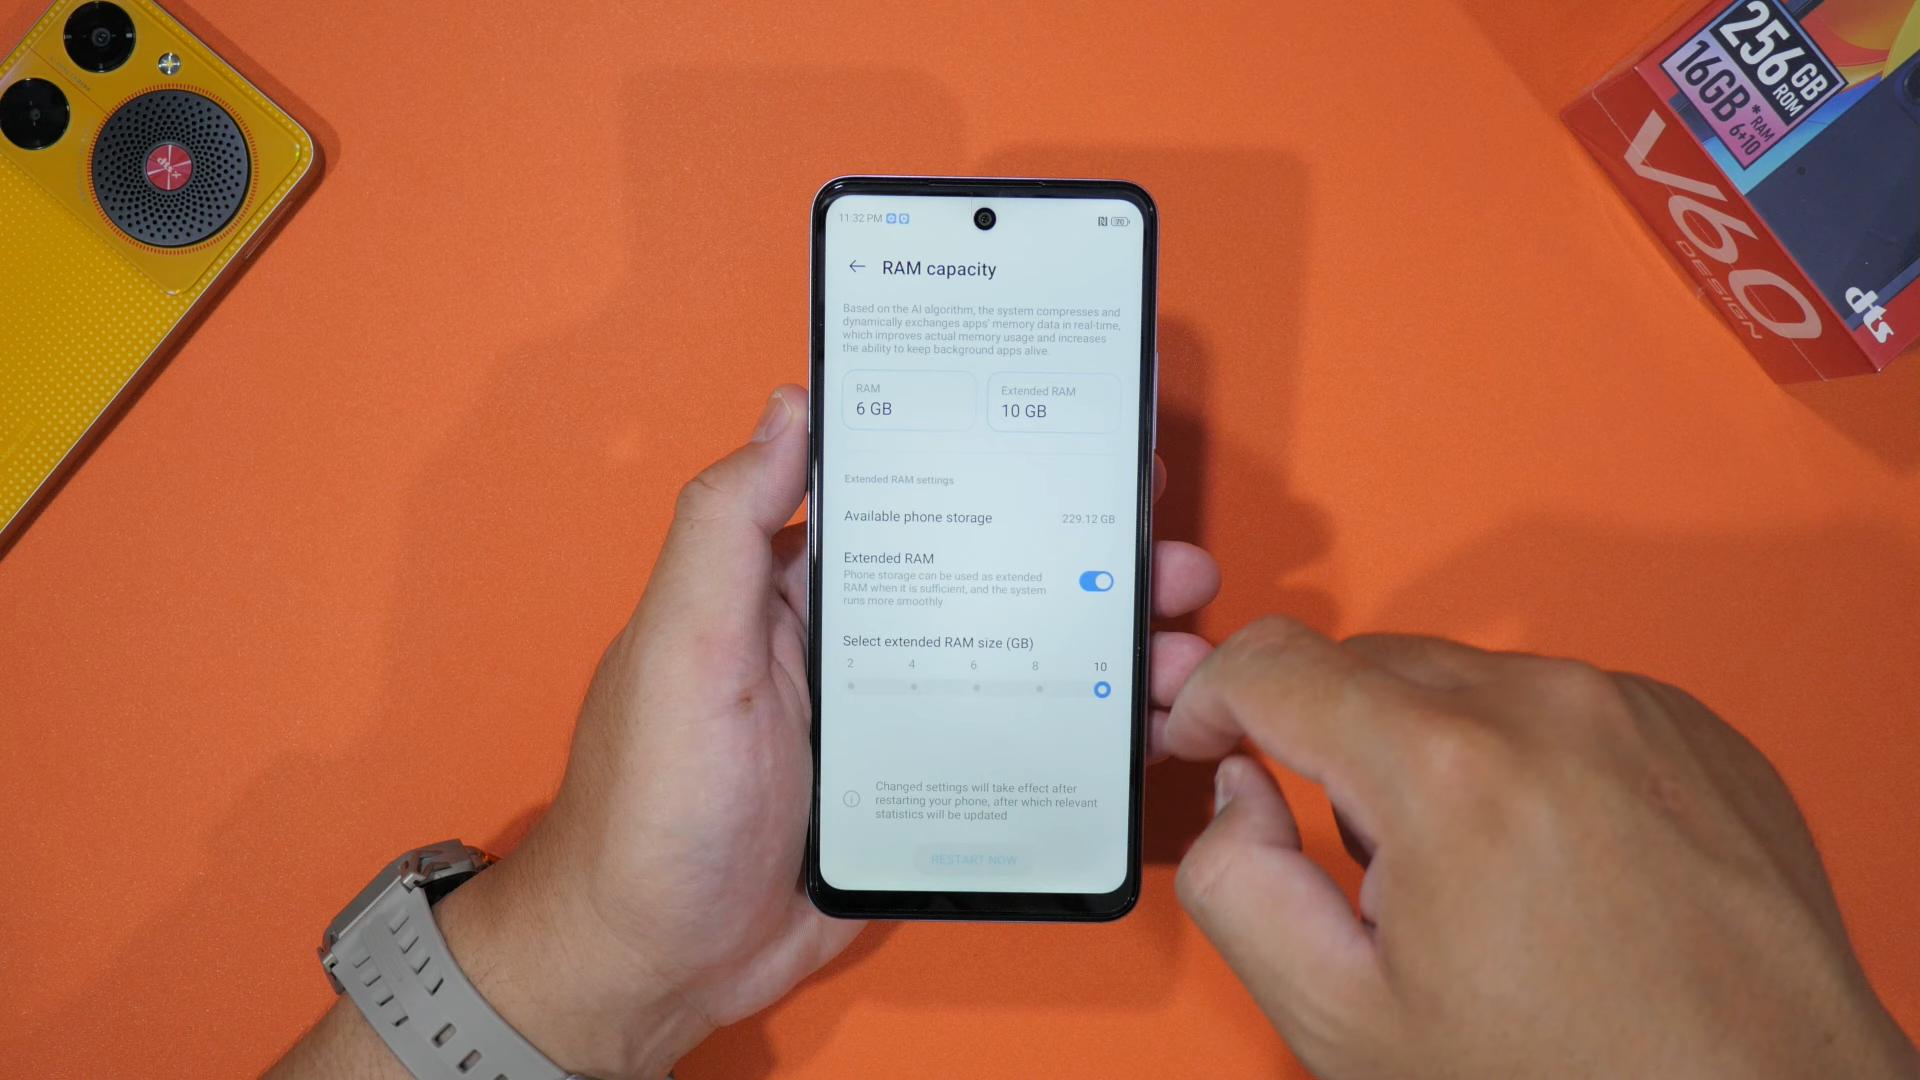 11:32 PM
70
RAM capacity
Based on the AI algorithm, the system compresses and
dynamically exchanges apps' memory data in real-time,
which improves actual memory usage and increases
the ability to keep background apps alive.
RAM
6 GB
Extended RAM
10 GB
Extended RAM settings
Available phone storage
229.12 GB
Extended RAM
Phone storage can be used as extended
RAM when it is sufficient, and the system
runs more smoothly
Select extended RAM size (GB)
2 4 6 8 10
Changed settings will take effect after
restarting your phone, after which relevant
statistics will be updated
RESTART NOW
256 GB
ROM
16GB* RAM
6+10
V60
DESIGN
dts
dts X